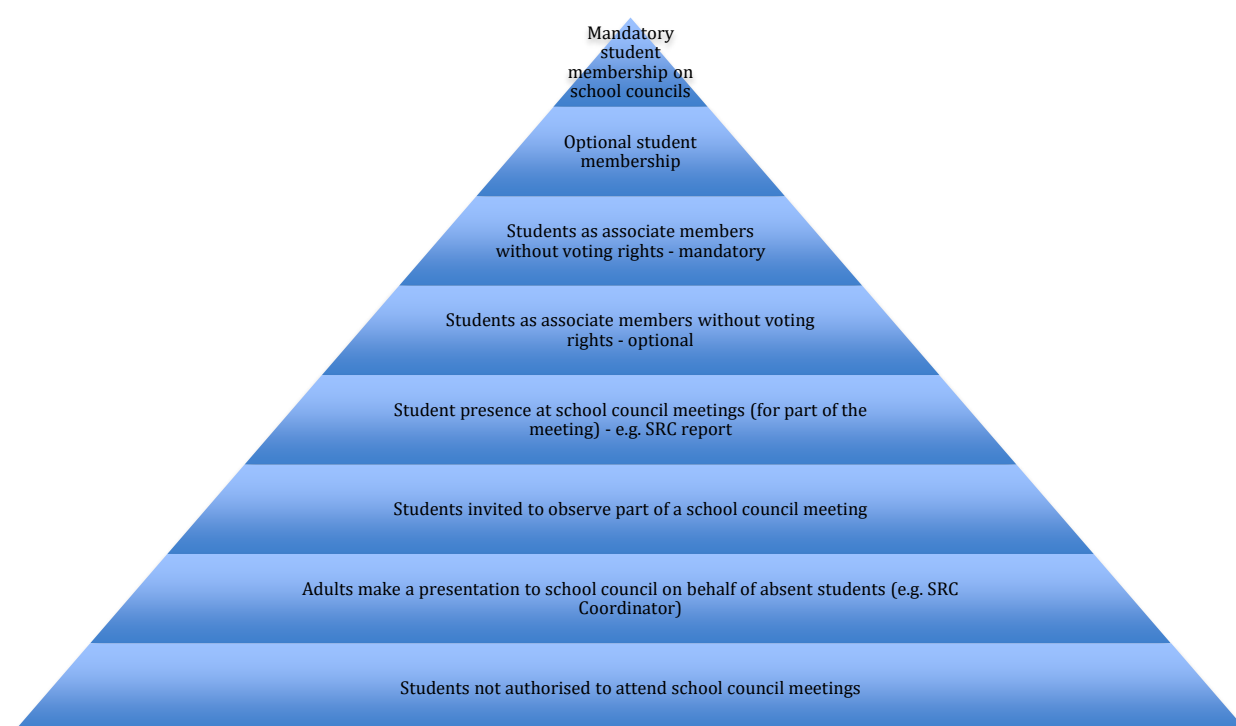 Mandatory
student
membership on
school councils
Optional student
membership
Students as associate members
without voting rights - mandatory
Students as associate members without voting
rights - optional
Student presence at school council meetings (for part of the
meeting) - e.g. SRC report
Students invited to observe part of a school council meeting
Adults make a presentation to school council on behalf of absent students (e.g. SRC
Coordinator)
Students not authorised to attend school council meetings